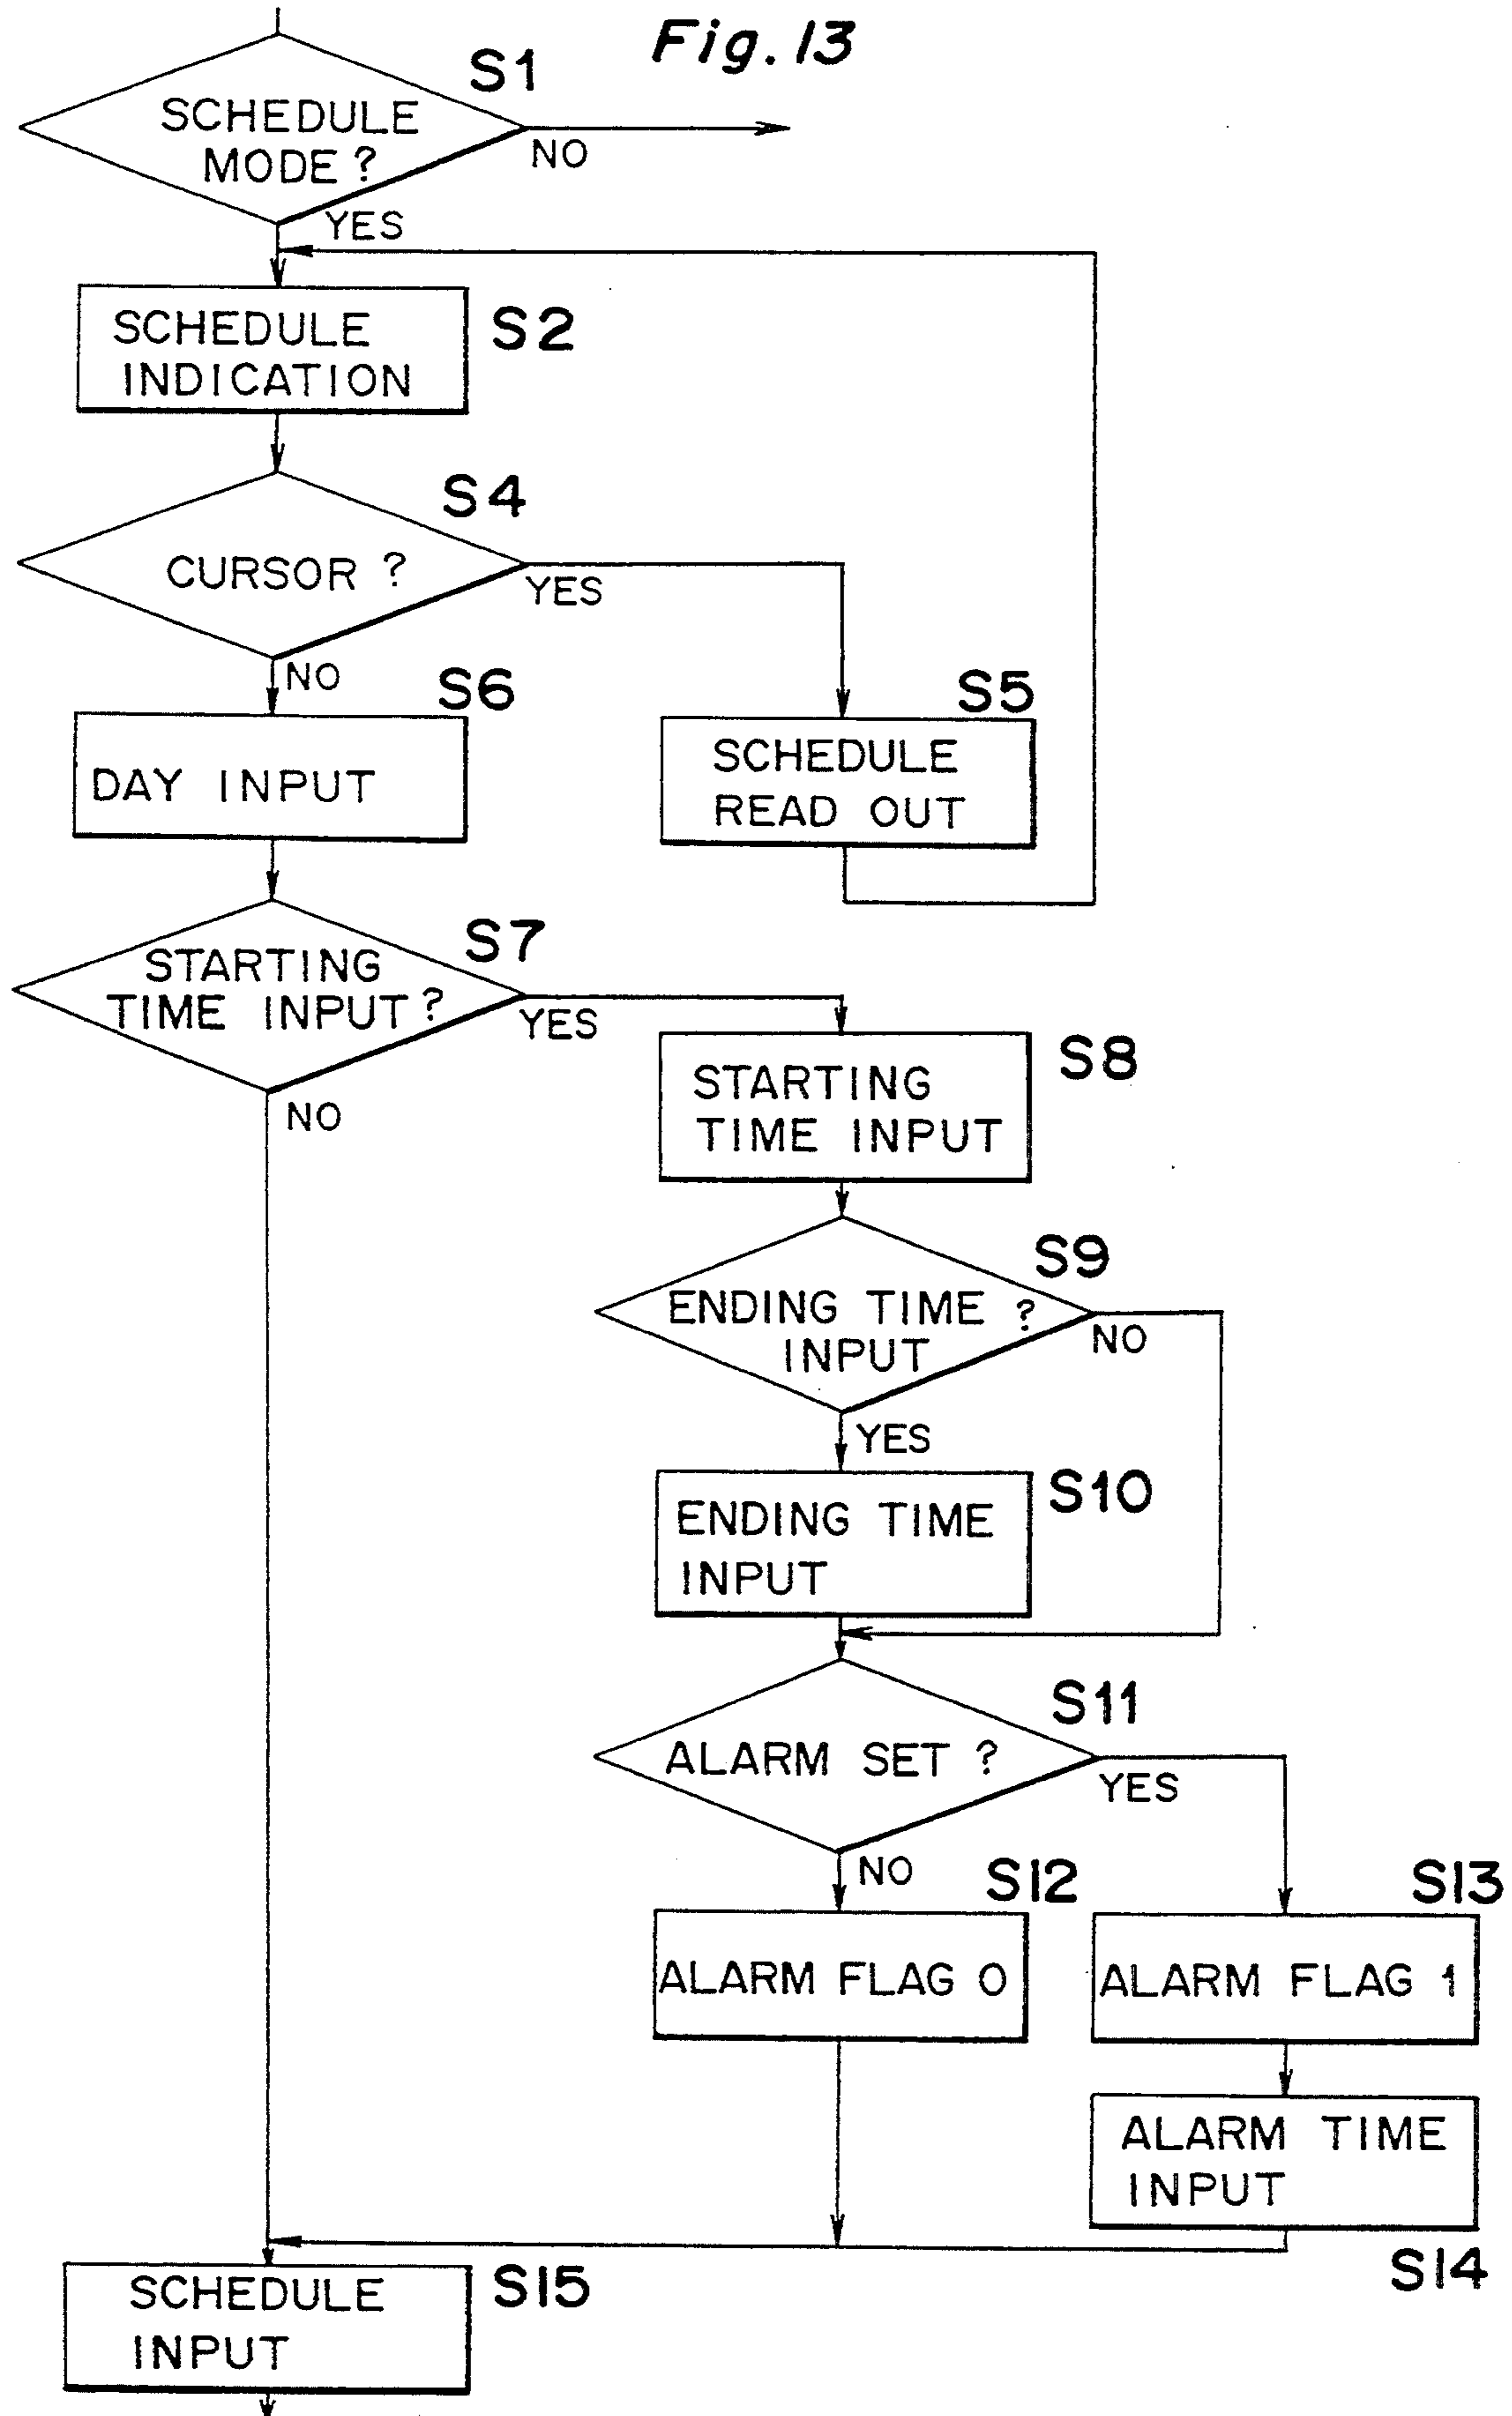 Fig. 13
S1
SCHEDULE
MODE ?
NO
YES
SCHEDULE
INDICATION
S2
S4
CURSOR ?
YES
NO
S6
DAY INPUT
S5
SCHEDULE
READ OUT
S7
STARTING
TIME INPUT ?
YES
NO
S8
STARTING
TIME INPUT
S9
ENDING TIME ?
INPUT
NO
YES
S10
ENDING TIME
INPUT
S11
ALARM SET ?
YES
NO
S12
ALARM FLAG 0
S13
ALARM FLAG 1
ALARM TIME
INPUT
S14
S15
SCHEDULE
INPUT